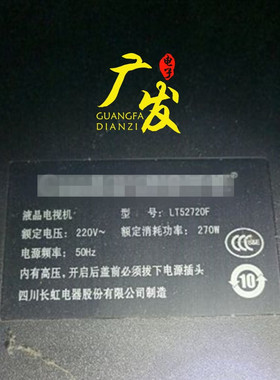 广发
电子
GUANGFA
DIANZI
液晶电视机 型 号: LT52720F
额定电压: 220V~ 额定消耗功率: 270W
电源频率: 50Hz
内有高压，开启后盖前必须拔下电源插头
四川长虹电器股份有限公司制造
10